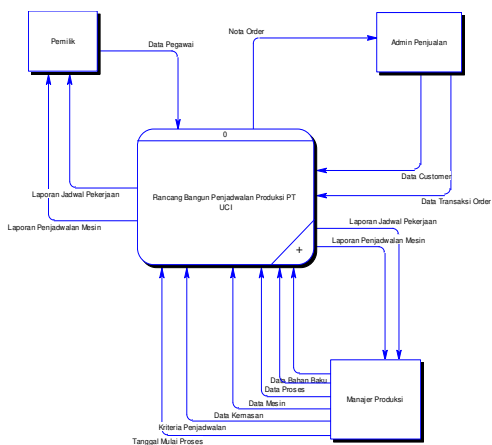 Nota Order
Pemilik
Admin Penjualan
Data Pegawai
0
Data Customer
Laporan Jadwal Pekerjaan
Rancang Bangun Penjadwalan Produksi PT
UCI
Data Transaksi Order
Laporan Penjadwalan Mesin
Laporan Jadwal Pekerjaan
Laporan Penjadwalan Mesin
+
Data Bahan Baku
Data Proses
Manajer Produksi
Data Mesin
Data Kemasan
Kriteria Penjadwalan
Tanggal Mulai Proses